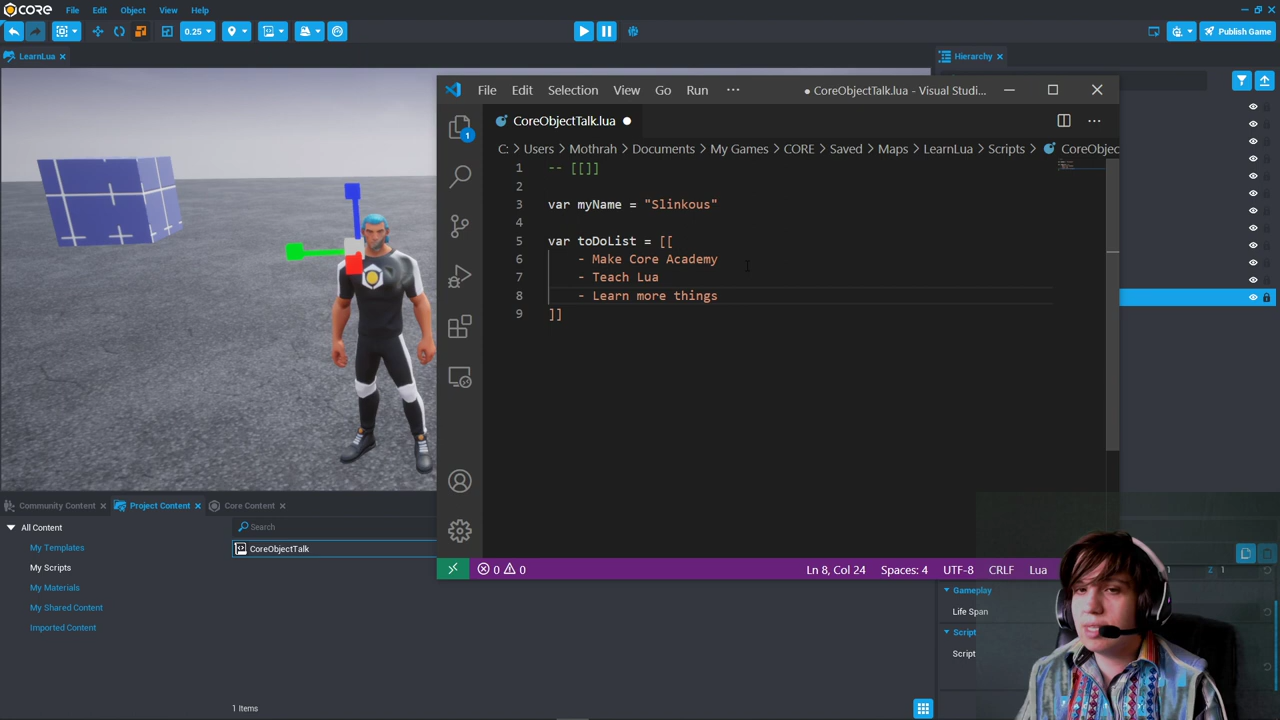 CORE File Edit Object View Help
0.25 Publish Game
LearnLua Hierarchy
File Edit Selection View Go Run ··· ● CoreObjectTalk.lua - Visual Studi...
1 CoreObjectTalk.lua ● ···
C: > Users > Mothrah > Documents > My Games > CORE > Saved > Maps > LearnLua > Scripts > CoreObjec
1 -- [[]]
2
3 var myName = "Slinkous"
4
5 var toDoList = [[
6 - Make Core Academy
7 - Teach Lua
8 - Learn more things
9 ]]
Community Content Project Content Core Content
All Content Search
My Templates CoreObjectTalk
My Scripts
My Materials
My Shared Content
Imported Content
0 0 Ln 8, Col 24 Spaces: 4 UTF-8 CRLF Lua
1 Z 1
Gameplay
Life Span
Script
Script
1 Items